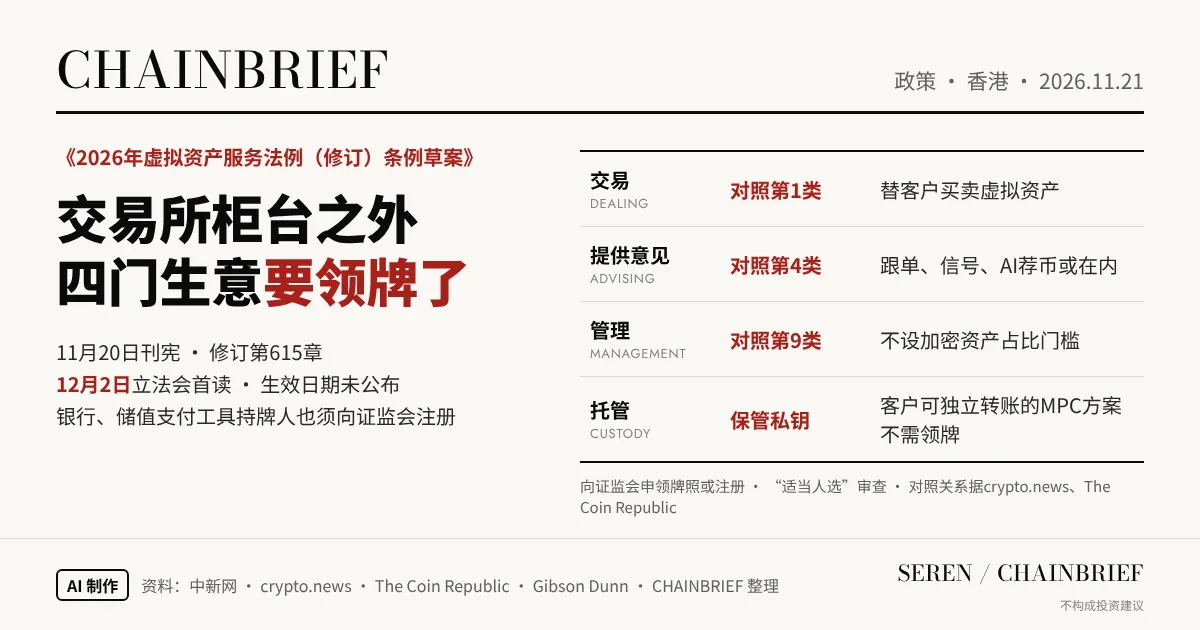 CHAINBRIEF
政策 · 香港 · 2026.11.21
《2026年虚拟资产服务法例（修订）条例草案》
交易所柜台之外
四门生意要领牌了
11月20日刊宪 · 修订第615章
12月2日立法会首读 · 生效日期未公布
银行、储值支付工具持牌人也须向证监会注册
交易
DEALING
对照第1类
替客户买卖虚拟资产
提供意见
ADVISING
对照第4类
跟单、信号、AI荐币或在内
管理
MANAGEMENT
对照第9类
不设加密资产占比门槛
托管
CUSTODY
保管私钥
客户可独立转账的MPC方案
不需领牌
向证监会申领牌照或注册 · “适当人选”审查 · 对照关系据crypto.news、The
Coin Republic
AI 制作
资料：中新网 · crypto.news · The Coin Republic · Gibson Dunn · CHAINBRIEF 整理
SEREN / CHAINBRIEF
不构成投资建议